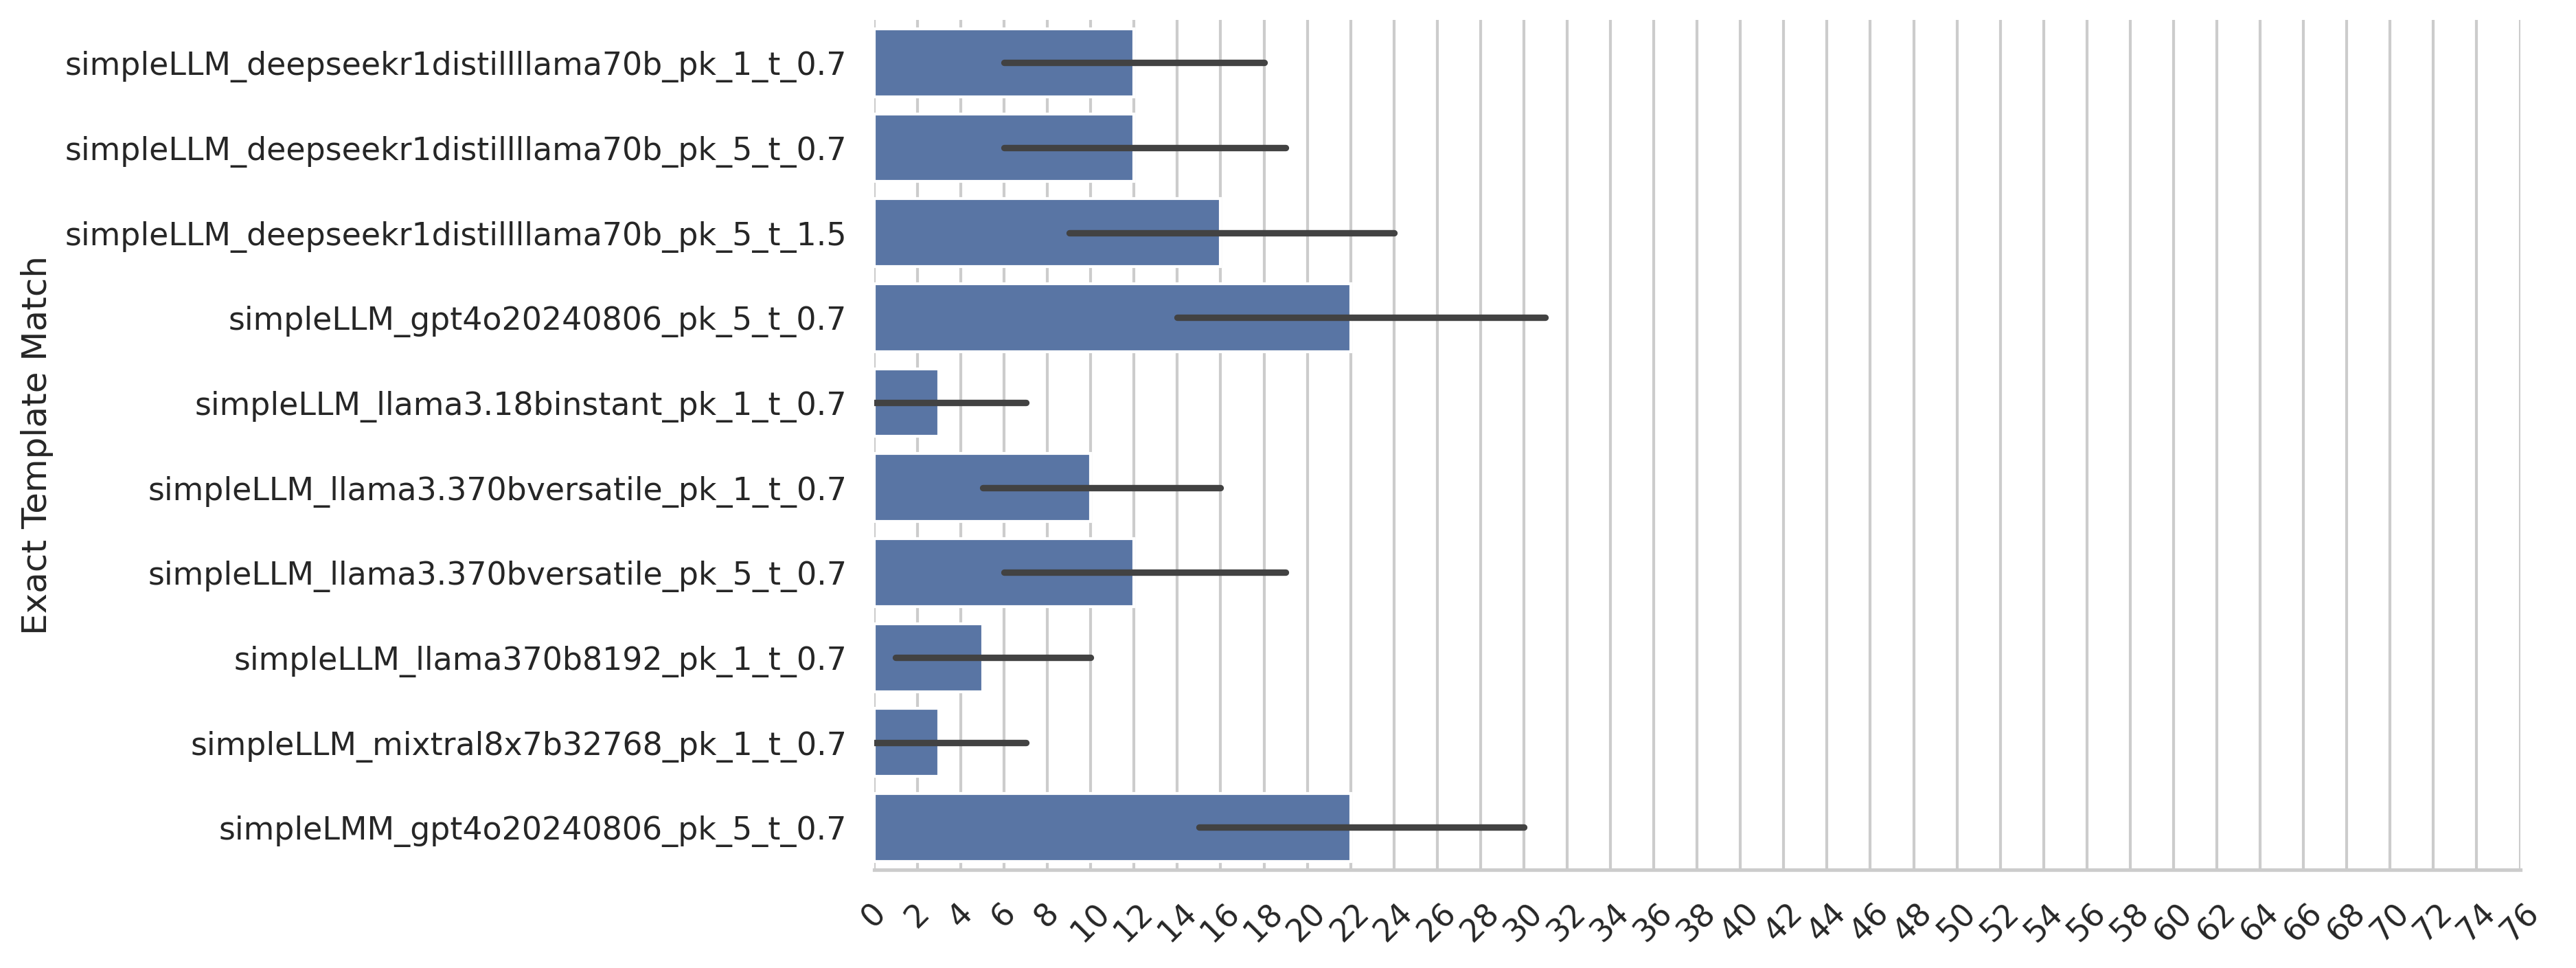 Exact Template Match
simpleLLM_deepseekr1distillllama70b_pk_1_t_0.7
simpleLLM_deepseekr1distillllama70b_pk_5_t_0.7
simpleLLM_deepseekr1distillllama70b_pk_5_t_1.5
simpleLLM_gpt4o20240806_pk_5_t_0.7
simpleLLM_llama3.18binstant_pk_1_t_0.7
simpleLLM_llama3.370bversatile_pk_1_t_0.7
simpleLLM_llama3.370bversatile_pk_5_t_0.7
simpleLLM_llama370b8192_pk_1_t_0.7
simpleLLM_mixtral8x7b32768_pk_1_t_0.7
simpleLMM_gpt4o20240806_pk_5_t_0.7
0 2 4 6 8 10 12 14 16 18 20 22 24 26 28 30 32 34 36 38 40 42 44 46 48 50 52 54 56 58 60 62 64 66 68 70 72 74 76